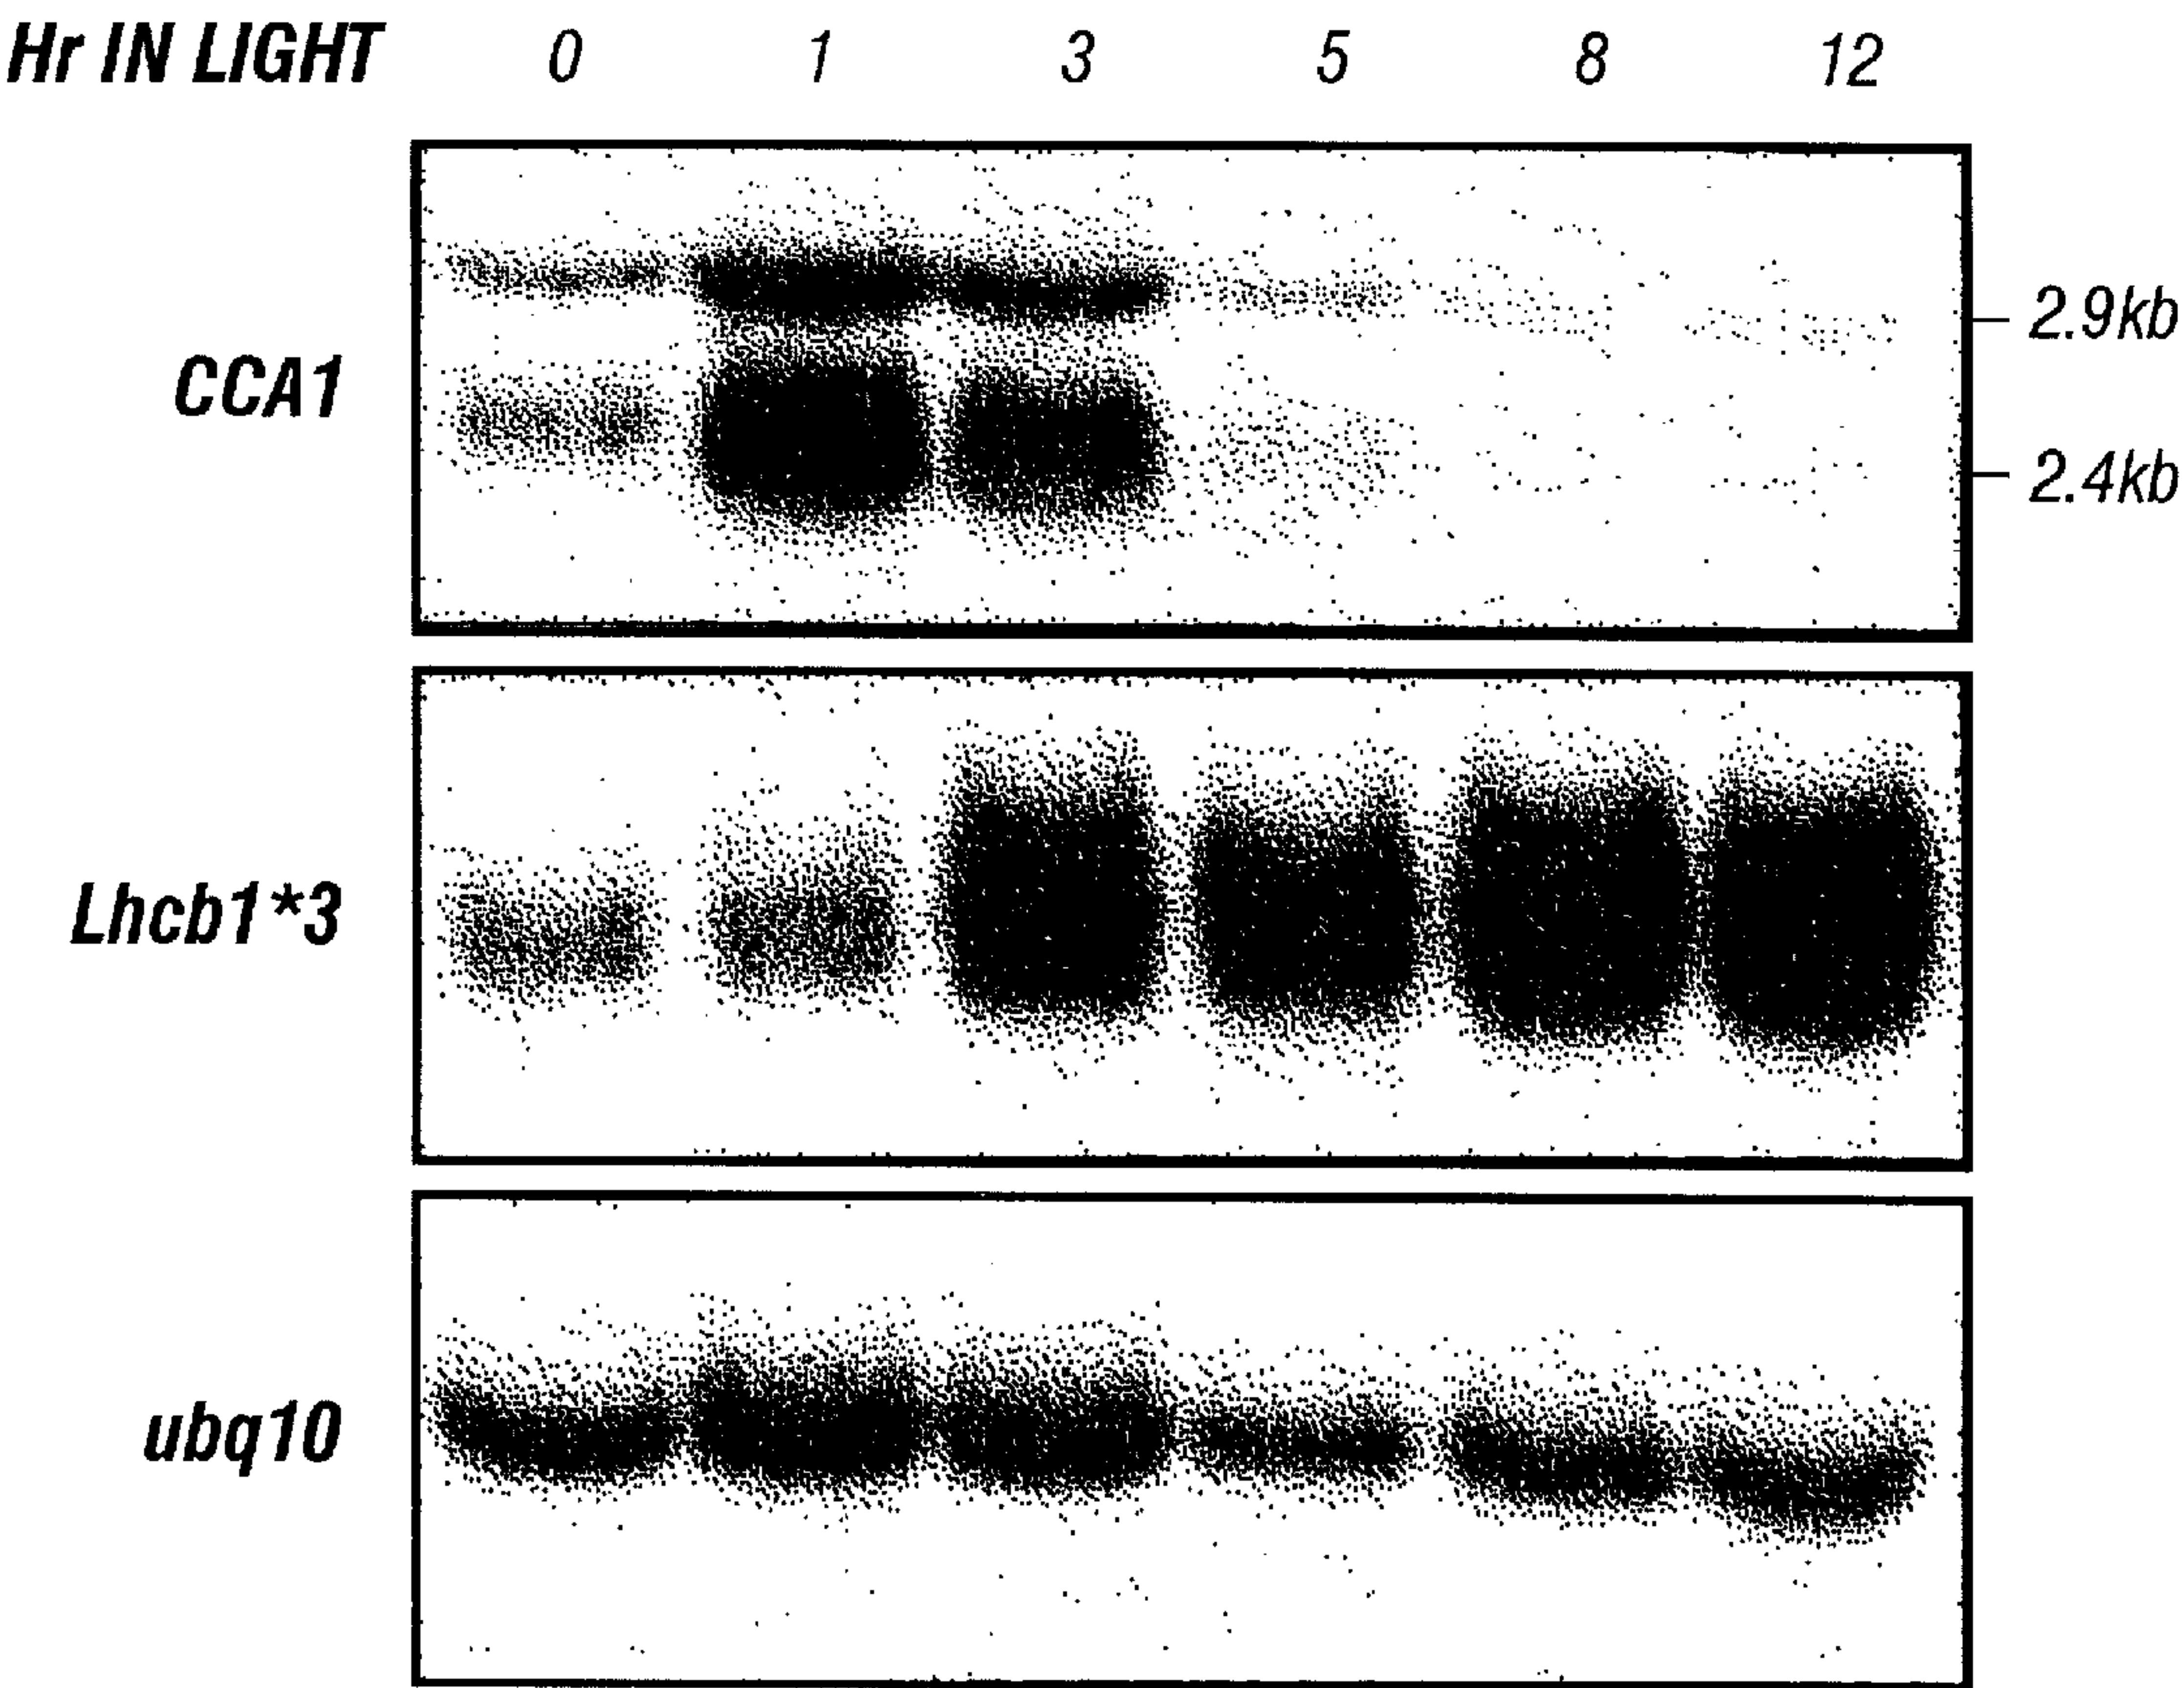 Hr IN LIGHT 0 1 3 5 8 12
CCA1
2.9kb
2.4kb
Lhcb1*3
ubq10